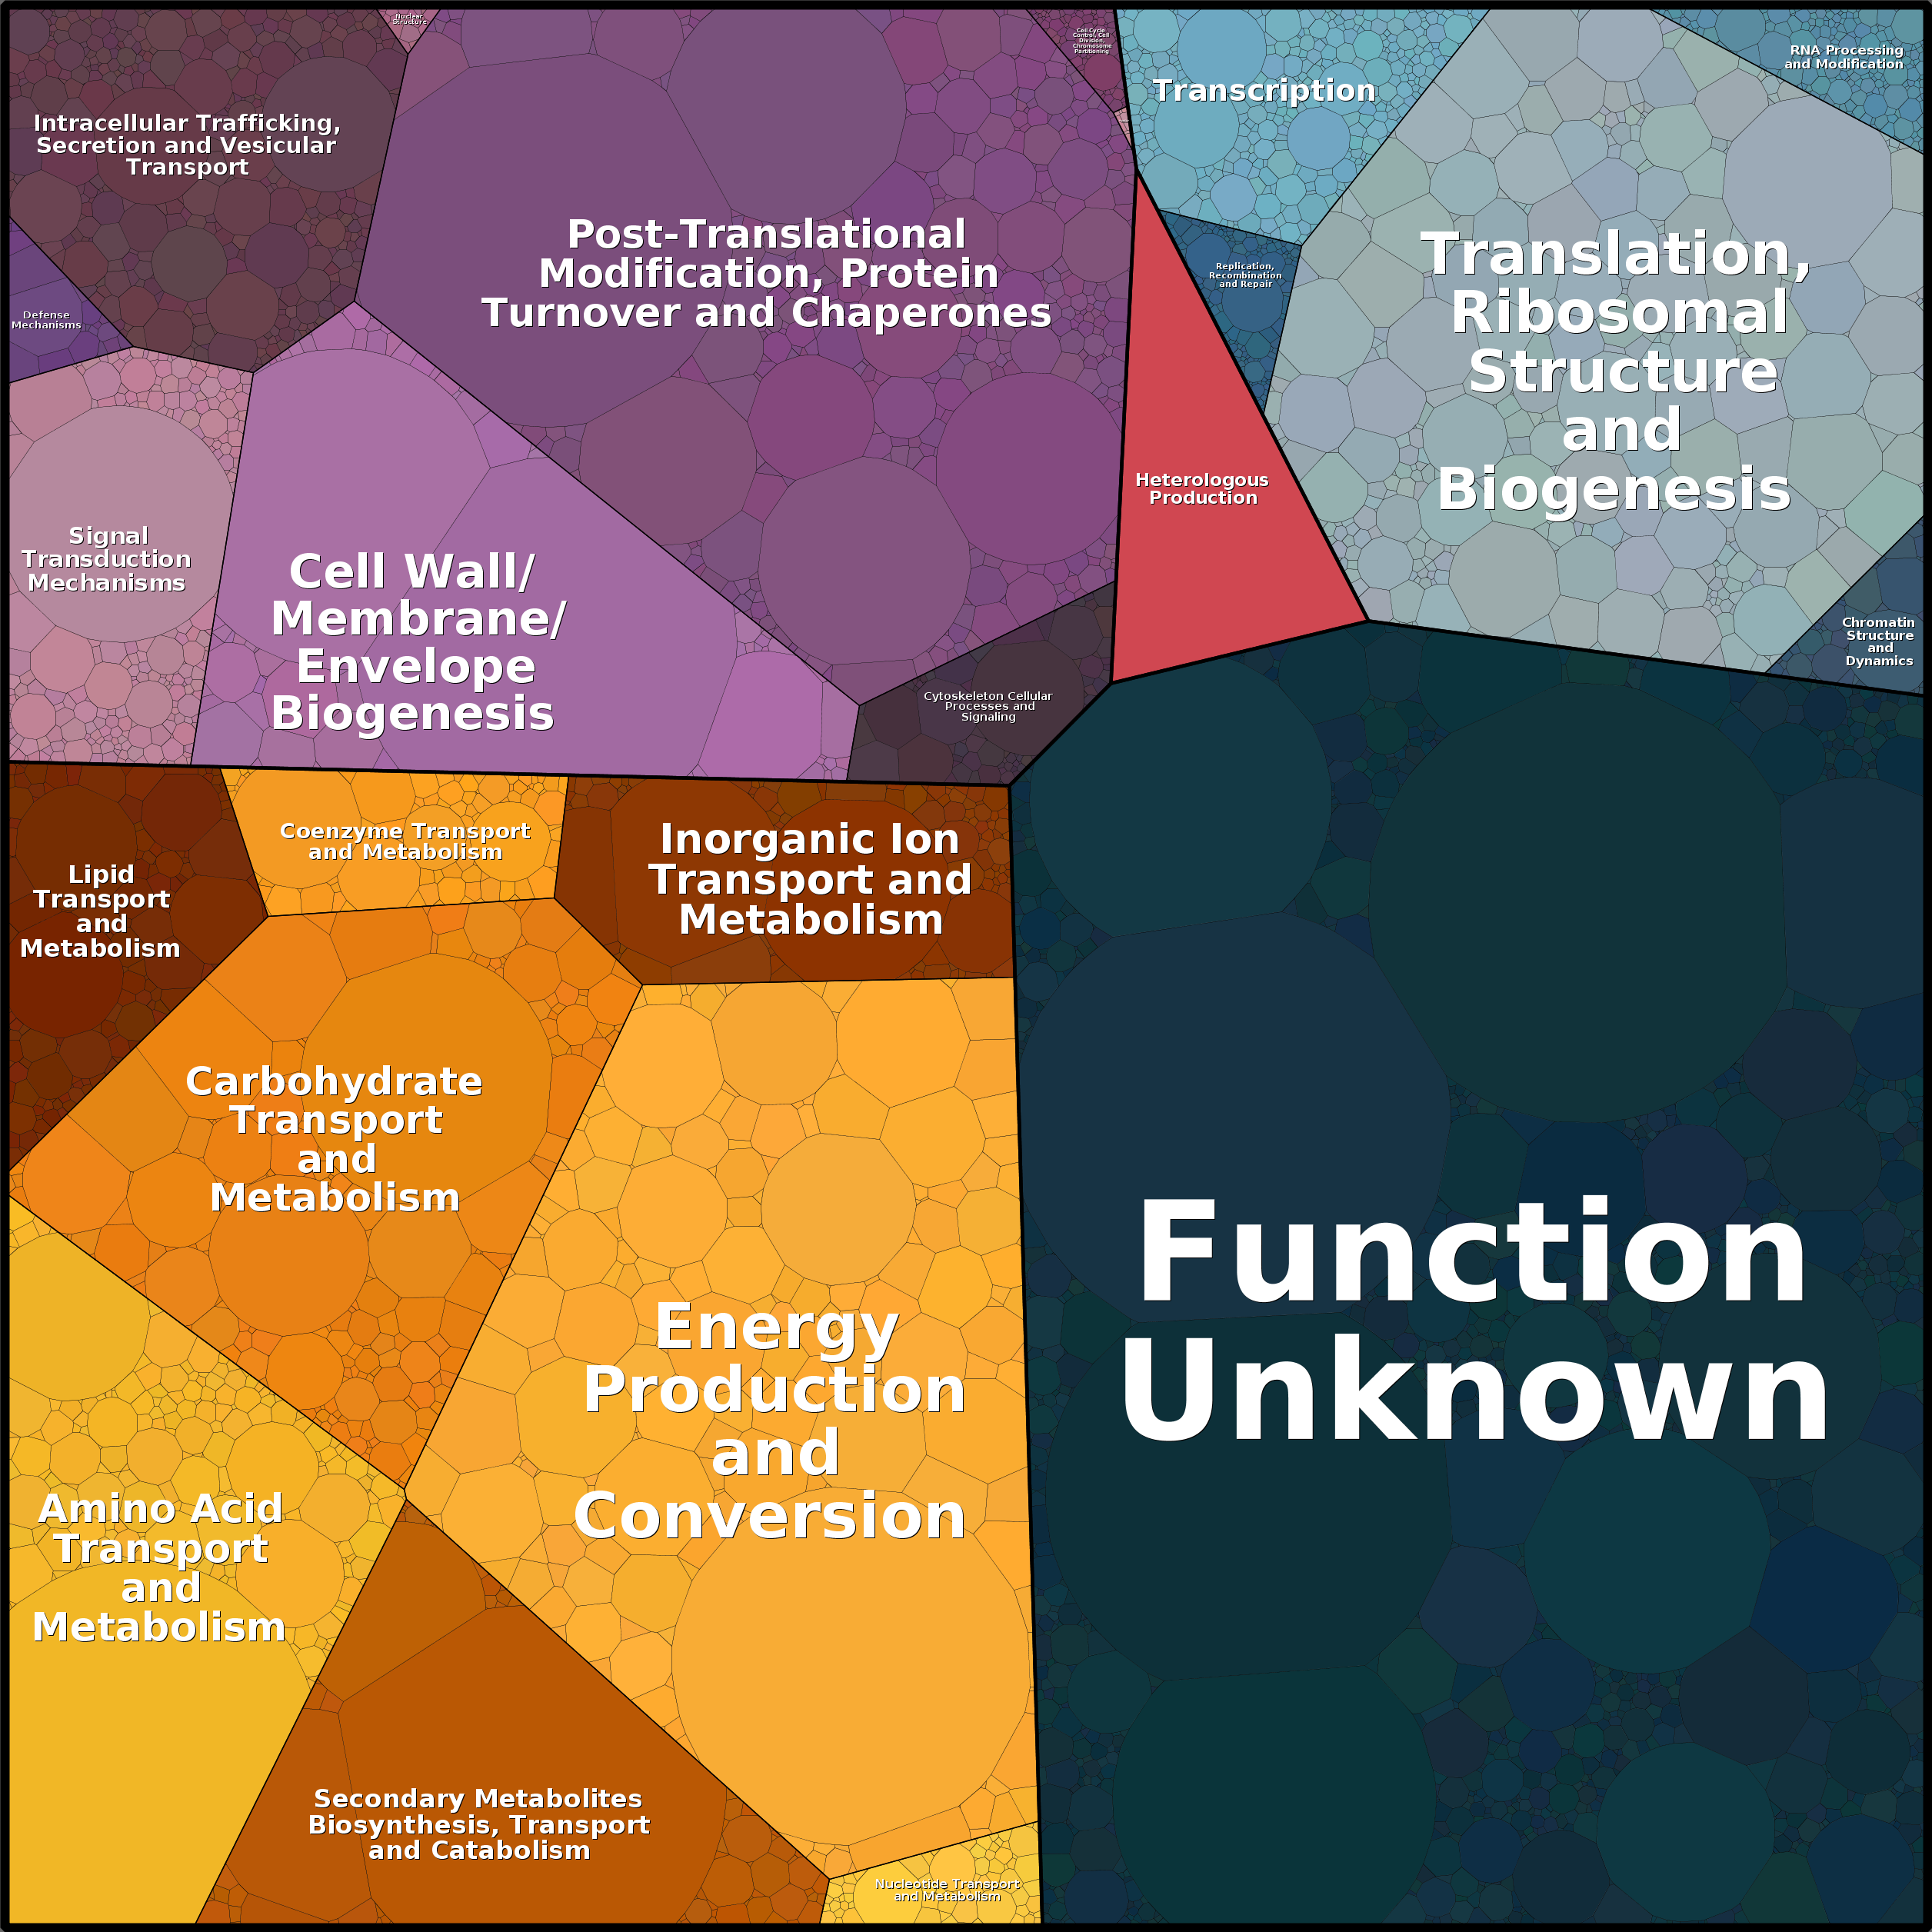 Nuclear
Structure
Cell Cycle
Control, Cell
Division,
Chromosome
Partitioning
Transcription
RNA Processing
and Modification
Intracellular Trafficking,
Secretion and Vesicular
Transport
Post-Translational
Modification, Protein
Turnover and Chaperones
Translation,
Ribosomal
Structure
and
Biogenesis
Replication,
Recombination
and Repair
Defense
Mechanisms
Heterologous
Production
Signal
Transduction
Mechanisms
Cell Wall/
Membrane/
Envelope
Biogenesis
Chromatin
Structure
and
Dynamics
Cytoskeleton Cellular
Processes and
Signaling
Lipid
Transport
and
Metabolism
Coenzyme Transport
and Metabolism
Inorganic Ion
Transport and
Metabolism
Carbohydrate
Transport
and
Metabolism
Energy
Production
and
Conversion
Function
Unknown
Amino Acid
Transport
and
Metabolism
Secondary Metabolites
Biosynthesis, Transport
and Catabolism
Nucleotide Transport
and Metabolism